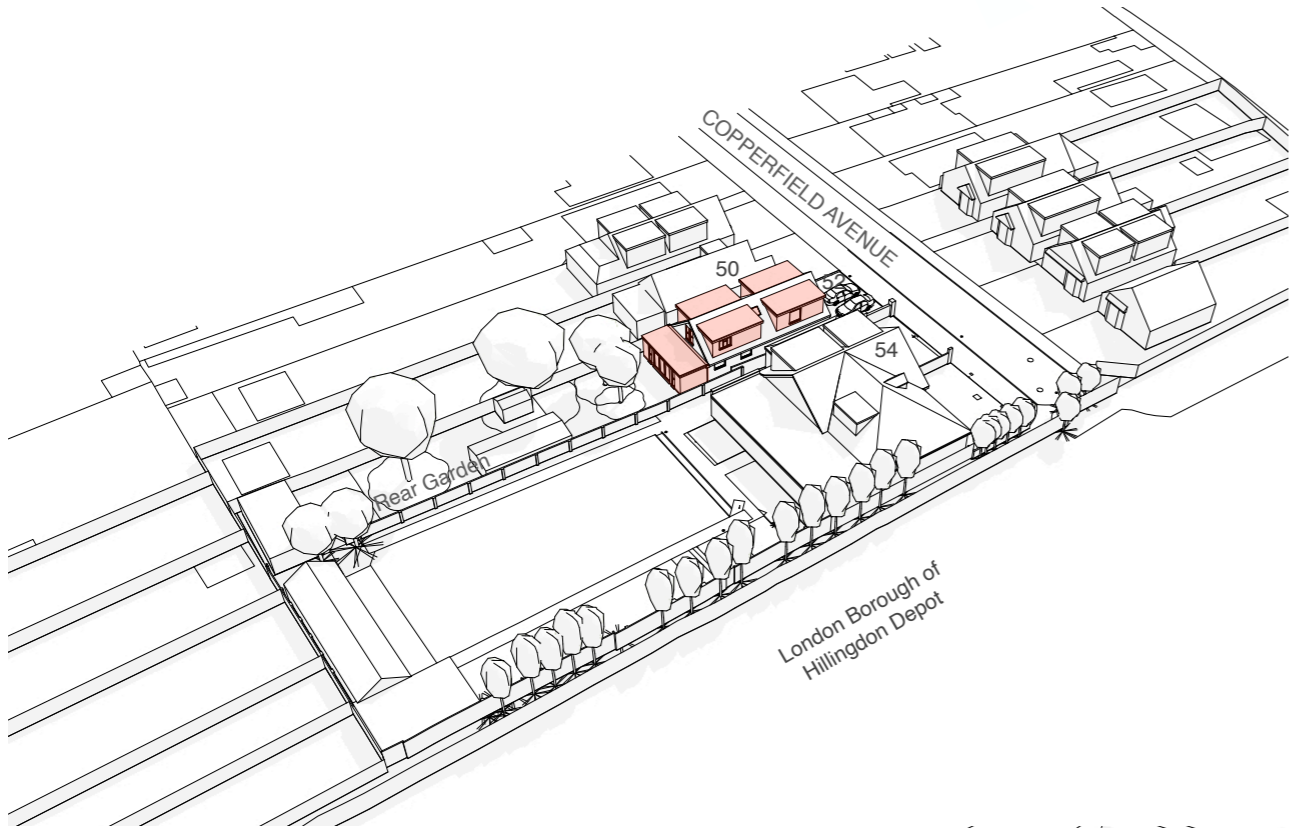 COPPERFIELD AVENUE
50
52
54
Rear Garden
London Borough of
Hillingdon Depot